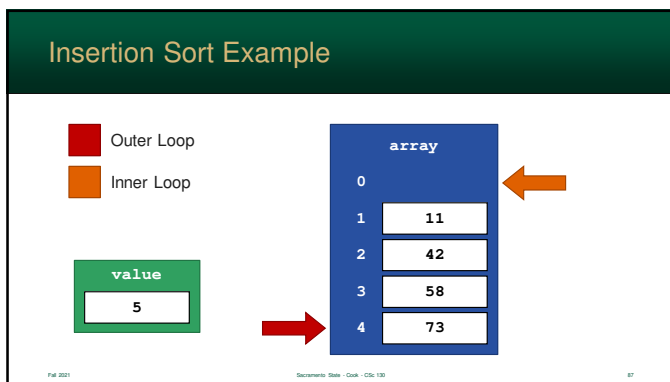 Insertion Sort Example
Outer Loop
Inner Loop
value
5
array
0
1 11
2 42
3 58
4 73
Fall 2021 Sacramento State - Cook - CSc 130 87